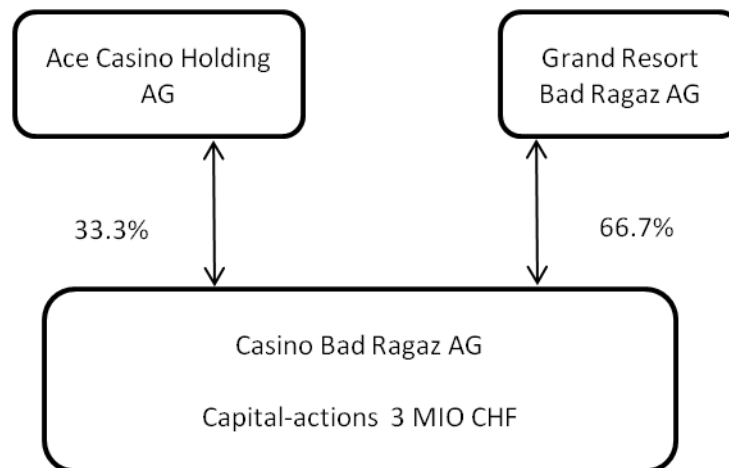 Ace Casino Holding
AG
Grand Resort
Bad Ragaz AG
33.3%
66.7%
Casino Bad Ragaz AG
Capital-actions 3 MIO CHF